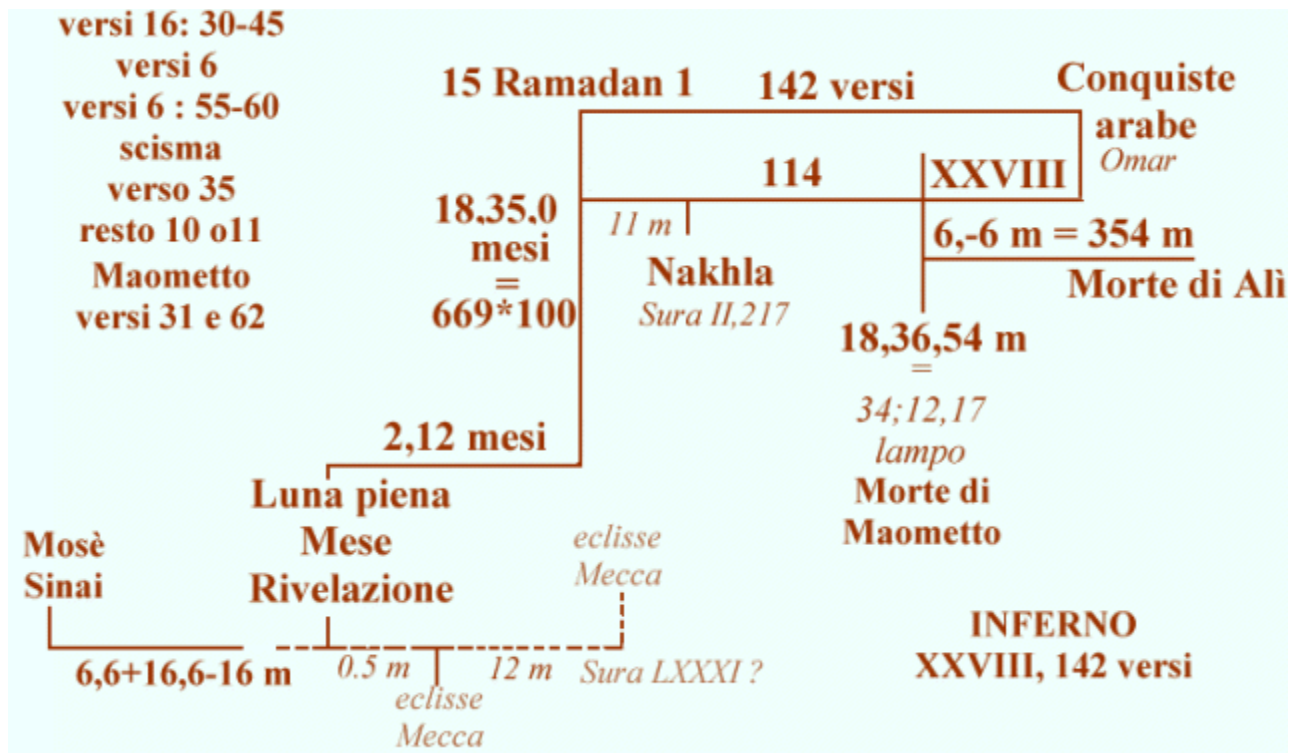 versi 16: 30-45
versi 6
versi 6 : 55-60
scisma
verso 35
resto 10 o11
Maometto
versi 31 e 62
15 Ramadan 1
142 versi
Conquiste
arabe
Omar
114
XXVIII
18,35,0
mesi
=
669*100
11 m
Nakhla
Sura II,217
6,-6 m = 354 m
Morte di Alì
18,36,54 m
=
34;12,17
lampo
Morte di
Maometto
2,12 mesi
Luna piena
Mese
Rivelazione
Mosè
Sinai
eclisse
Mecca
6,6+16,6-16 m
0.5 m
12 m
Sura LXXXI ?
eclisse
Mecca
INFERNO
XXVIII, 142 versi